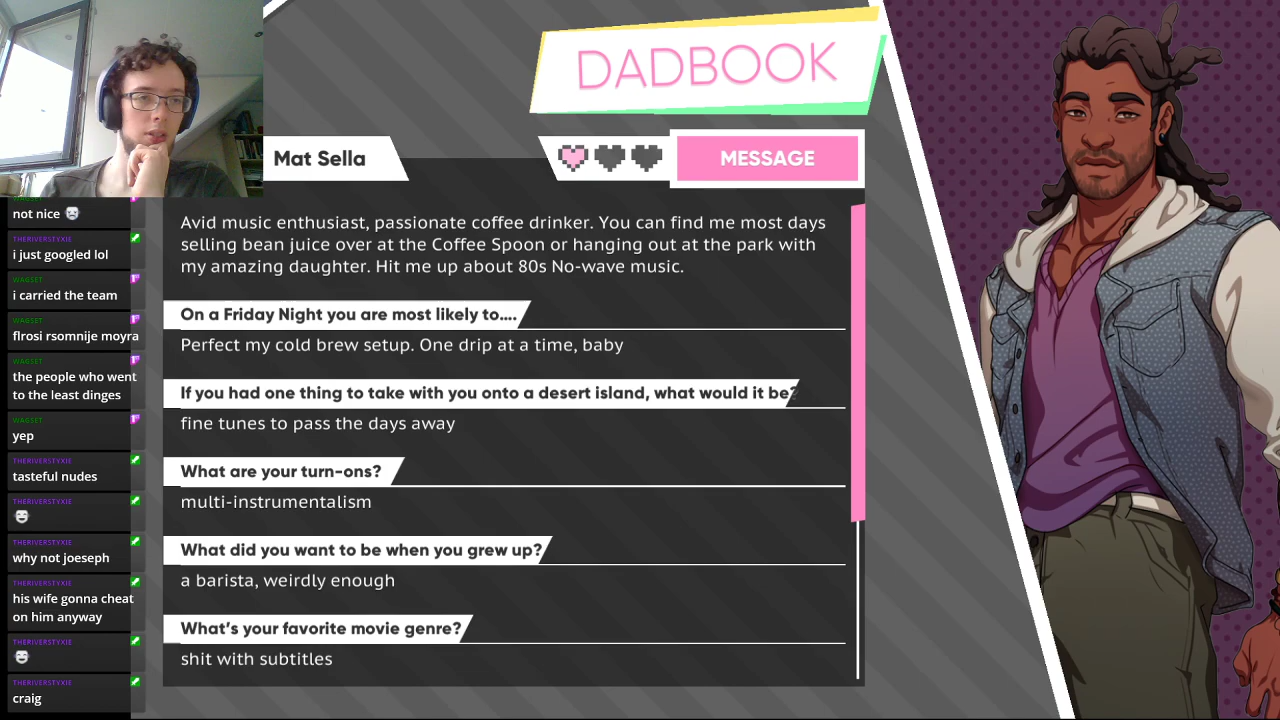 DADBOOK
Mat Sella
MESSAGE
Avid music enthusiast, passionate coffee drinker. You can find me most days
selling bean juice over at the Coffee Spoon or hanging out at the park with
my amazing daughter. Hit me up about 80s No-wave music.
On a Friday Night you are most likely to....
Perfect my cold brew setup. One drip at a time, baby
If you had one thing to take with you onto a desert island, what would it be?
fine tunes to pass the days away
What are your turn-ons?
multi-instrumentalism
What did you want to be when you grew up?
a barista, weirdly enough
What's your favorite movie genre?
shit with subtitles
WAGSET
not nice
THERIVERSTYXIE
i just googled lol
WAGSET
i carried the team
WAGSET
flrosi rsomnije moyra
WAGSET
the people who went
to the least dinges
WAGSET
yep
THERIVERSTYXIE
tasteful nudes
THERIVERSTYXIE
THERIVERSTYXIE
why not joeseph
THERIVERSTYXIE
his wife gonna cheat
on him anyway
THERIVERSTYXIE
THERIVERSTYXIE
craig